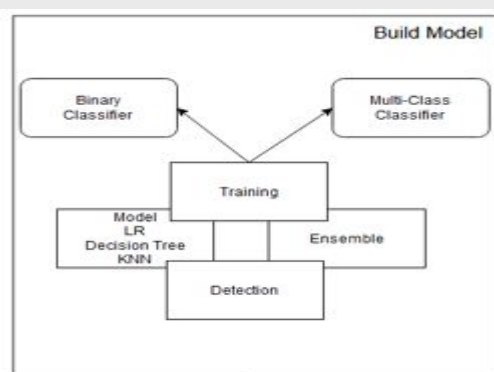 Build Model
Binary
Classifier
Multi-Class
Classifier
Training
Model
LR
Decision Tree
KNN
Ensemble
Detection